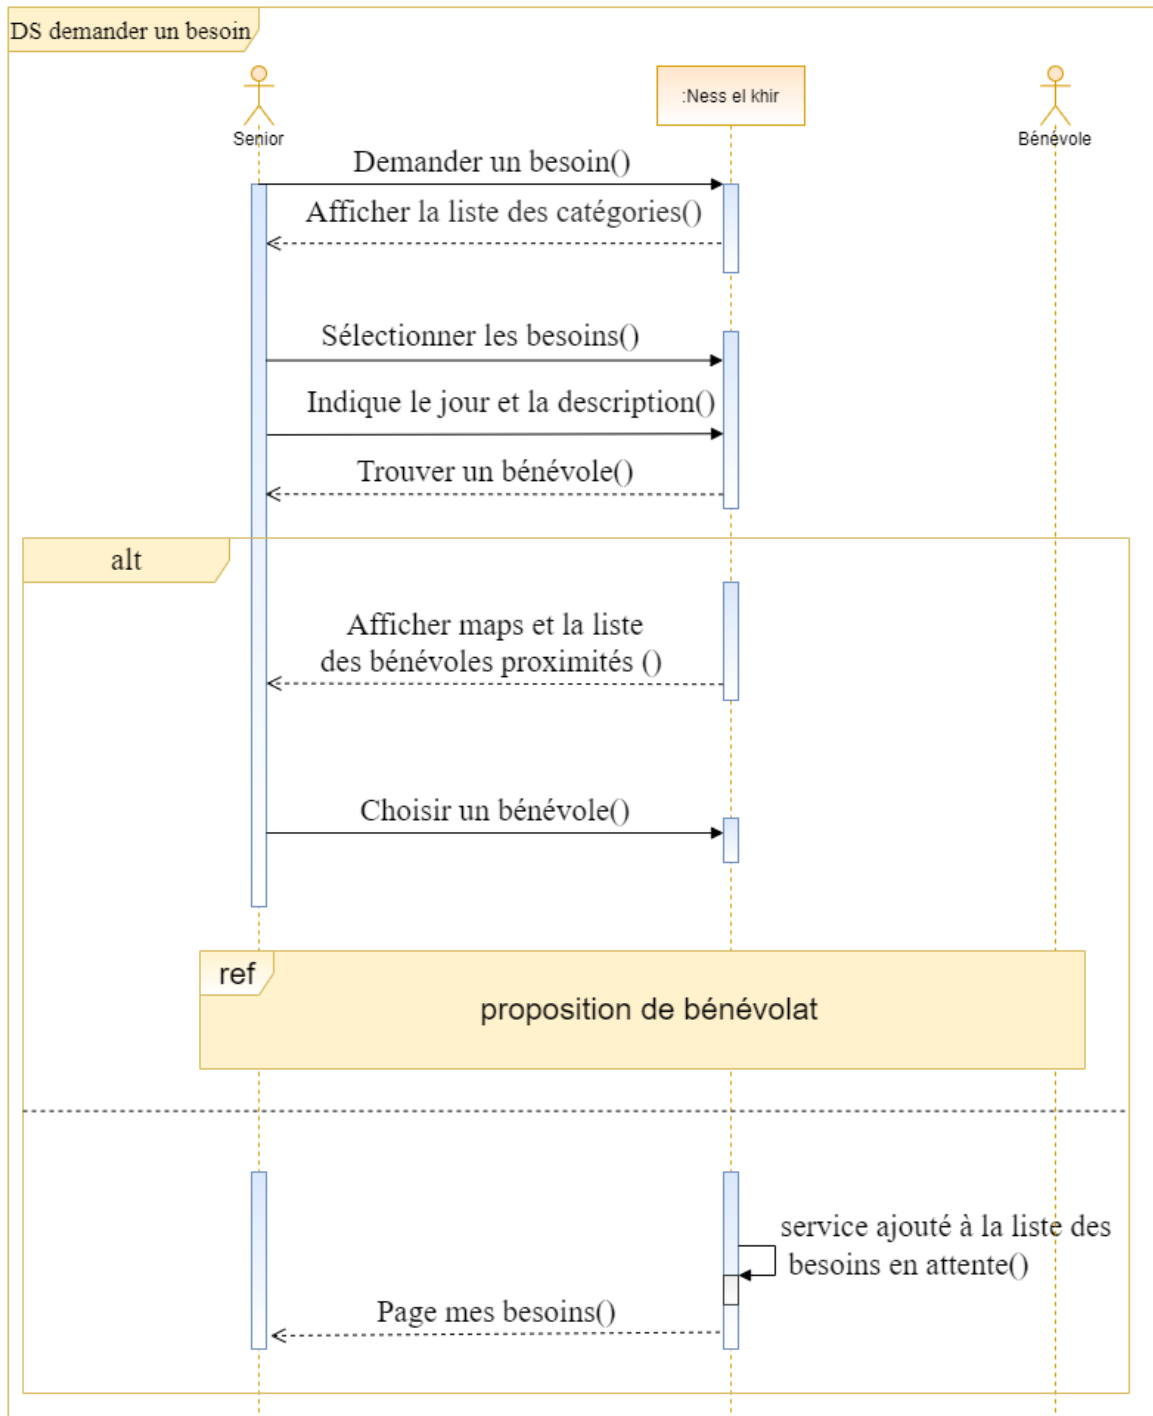 DS demander un besoin
:Ness el khir
Senior
Bénévole
Demander un besoin()
Afficher la liste des catégories()
Sélectionner les besoins()
Indique le jour et la description()
Trouver un bénévole()
alt
Afficher maps et la liste
des bénévoles proximités ()
Choisir un bénévole()
ref
proposition de bénévolat
service ajouté à la liste des
besoins en attente()
Page mes besoins()